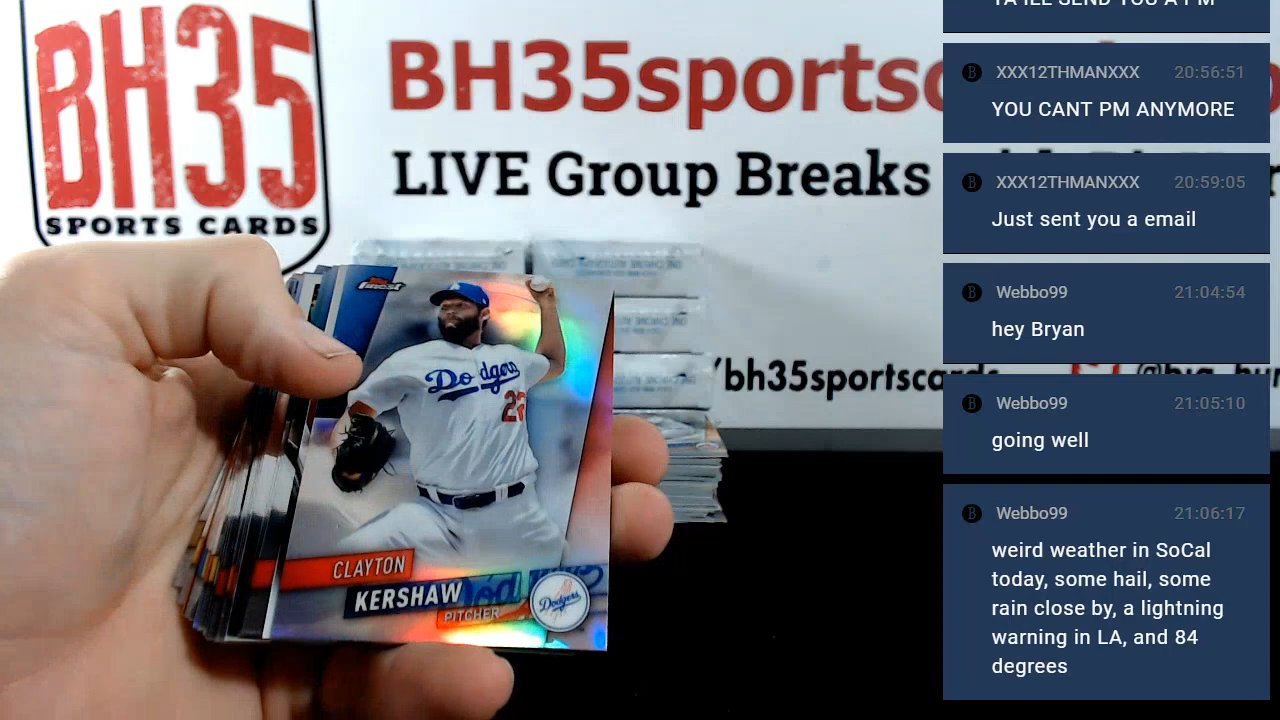 BH35
SPORTS CARDS
BH35sportsc
LIVE Group Breaks
/bh35sportscards
Finest
Dodgers
22
CLAYTON
KERSHAW
PITCHER
Dodgers
XXX12THMANXXX 20:56:51
YOU CANT PM ANYMORE
XXX12THMANXXX 20:59:05
Just sent you a email
Webbo99 21:04:54
hey Bryan
Webbo99 21:05:10
going well
Webbo99 21:06:17
weird weather in SoCal
today, some hail, some
rain close by, a lightning
warning in LA, and 84
degrees